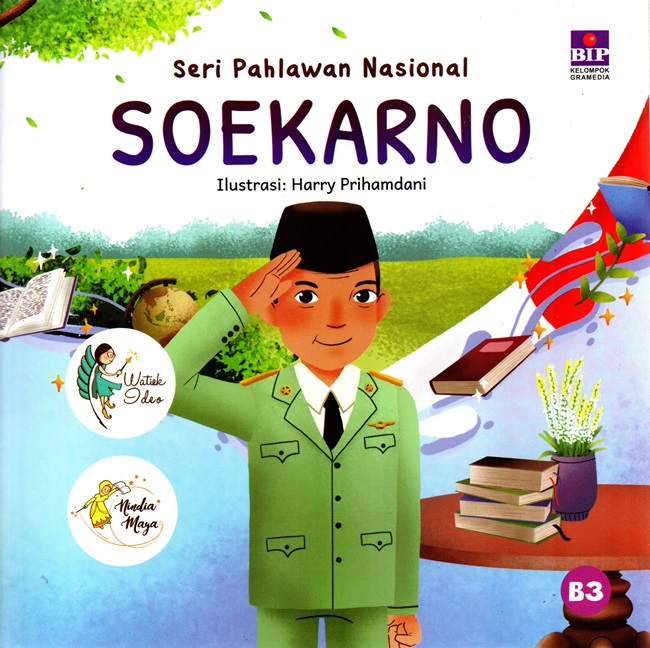 BIP
KELOMPOK
GRAMEDIA
Seri Pahlawan Nasional
SOEKARNO
Ilustrasi: Harry Prihamdani
Watiek
Ideo
Nindia
Maya
B3